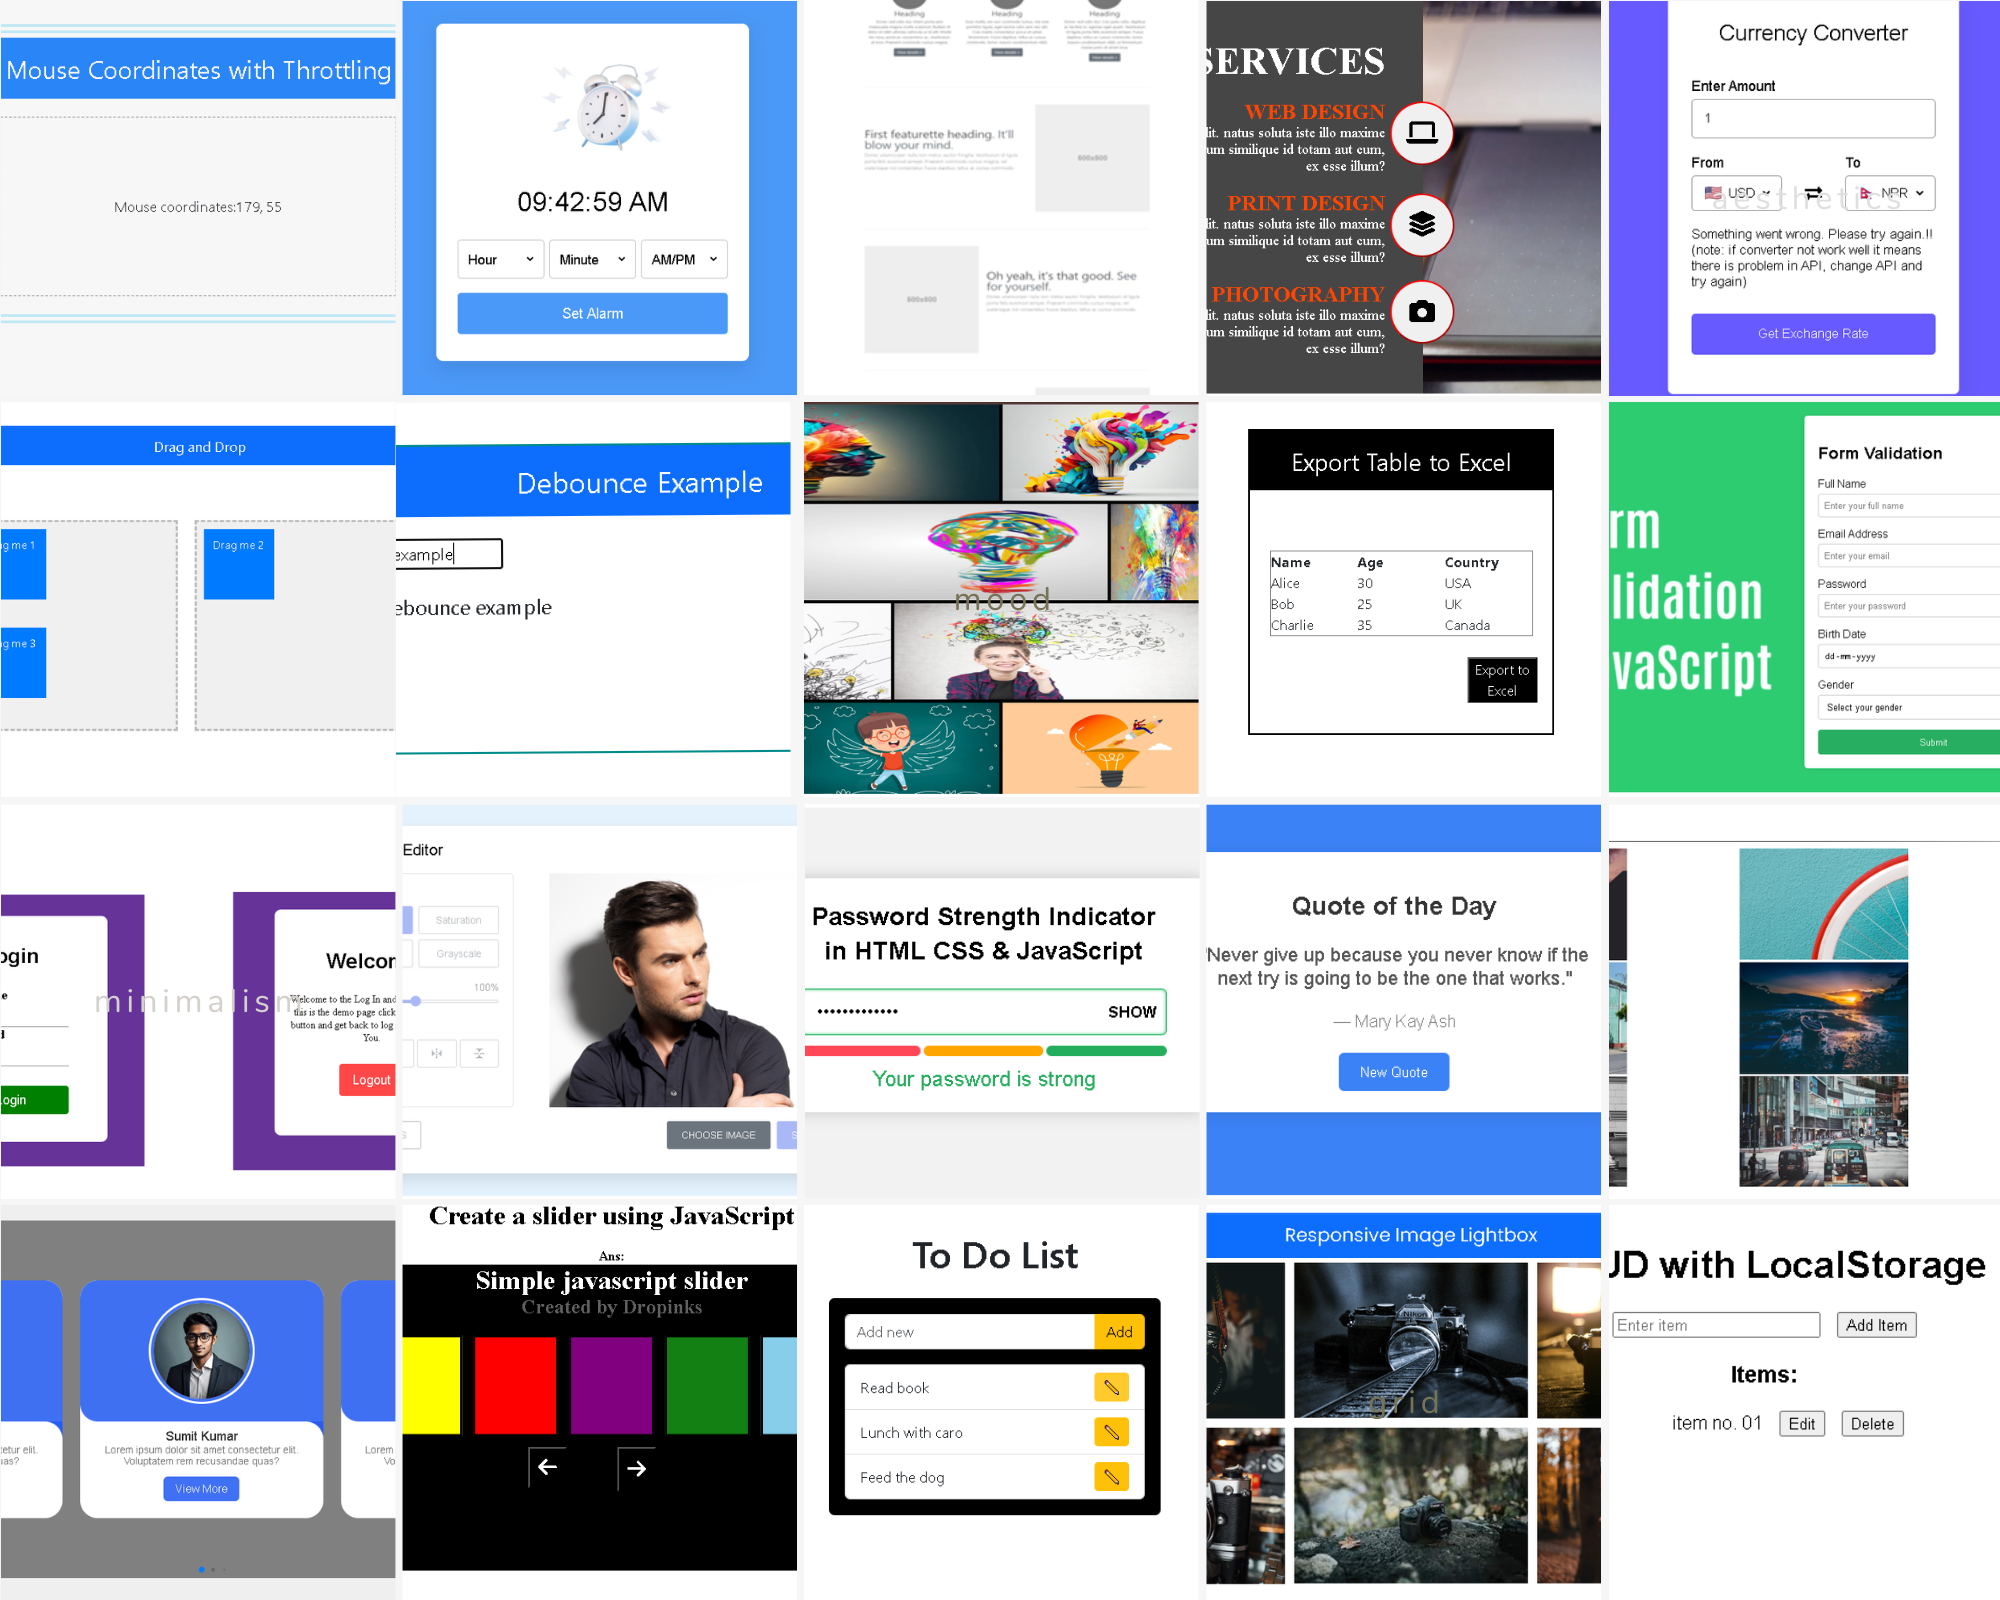 Mouse Coordinates with Throttling
Mouse coordinates:179, 55
09:42:59 AM
Hour
Minute
AM/PM
Set Alarm
Heading
Heading
Heading
First featurette heading. It'll
blow your mind.
500x500
500x500
Oh yeah, it's that good. See
for yourself.
SERVICES
WEB DESIGN
lit. natus soluta iste illo maxime
um similique id totam aut cum,
ex esse illum?
PRINT DESIGN
lit. natus soluta iste illo maxime
um similique id totam aut cum,
ex esse illum?
PHOTOGRAPHY
lit. natus soluta iste illo maxime
um similique id totam aut cum,
ex esse illum?
Currency Converter
Enter Amount
1
From
To
USD
NPR
aesthetics
Something went wrong. Please try again.!!
(note: if converter not work well it means
there is problem in API, change API and
try again)
Get Exchange Rate
Drag and Drop
g me 1
Drag me 2
g me 3
Debounce Example
example
ebounce example
mood
Export Table to Excel
Name Age Country
Alice 30 USA
Bob 25 UK
Charlie 35 Canada
Export to
Excel
rm
lidation
vaScript
Form Validation
Full Name
Enter your full name
Email Address
Enter your email
Password
Enter your password
Birth Date
dd-mm-yyyy
Gender
Select your gender
Submit
ogin
e
d
ogin
minimalism
Welcor
Welcome to the Log In and
this is the demo page click
button and get back to log
You.
Logout
Editor
Saturation
Grayscale
100%
CHOOSE IMAGE
S
Password Strength Indicator
in HTML CSS & JavaScript
•••••••••••••
SHOW
Your password is strong
Quote of the Day
"Never give up because you never know if the
next try is going to be the one that works."
— Mary Kay Ash
New Quote
etur elit.
as?
Sumit Kumar
Lorem ipsum dolor sit amet consectetur elit.
Voluptatem rem recusandae quas?
View More
Lorem
Vo
Create a slider using JavaScript
Ans:
Simple javascript slider
Created by Dropinks
To Do List
Add new
Add
Read book
Lunch with caro
Feed the dog
Responsive Image Lightbox
Nikon
grid
UD with LocalStorage
Enter item
Add Item
Items:
item no. 01
Edit
Delete